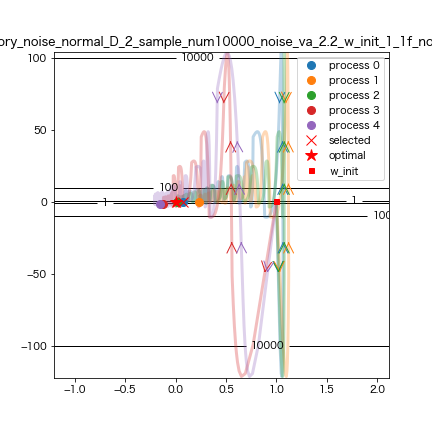 ory_noise_normal_D_2_sample_num10000_noise_va_2.2_w_init_1_1f_no
100
50
0
−50
−100
−1.0
−0.5
0.0
0.5
1.0
1.5
2.0
10000
100
1
1
100
10000
process 0
process 1
process 2
process 3
process 4
selected
optimal
w_init